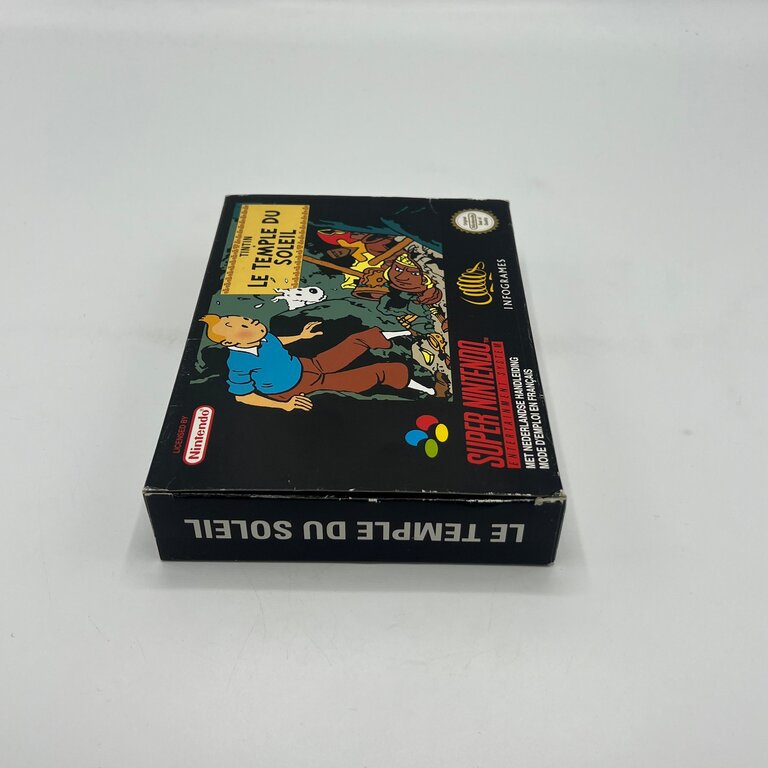 TINTIN
LE TEMPLE DU
SOLEIL
LICENSED BY
Nintendo
INFOGRAMES
SUPER NINTENDO
ENTERTAINMENT SYSTEM
MET NEDERLANDSE HANDLEIDING
MODE D'EMPLOI EN FRANÇAIS
LE TEMPLE DU SOLEIL